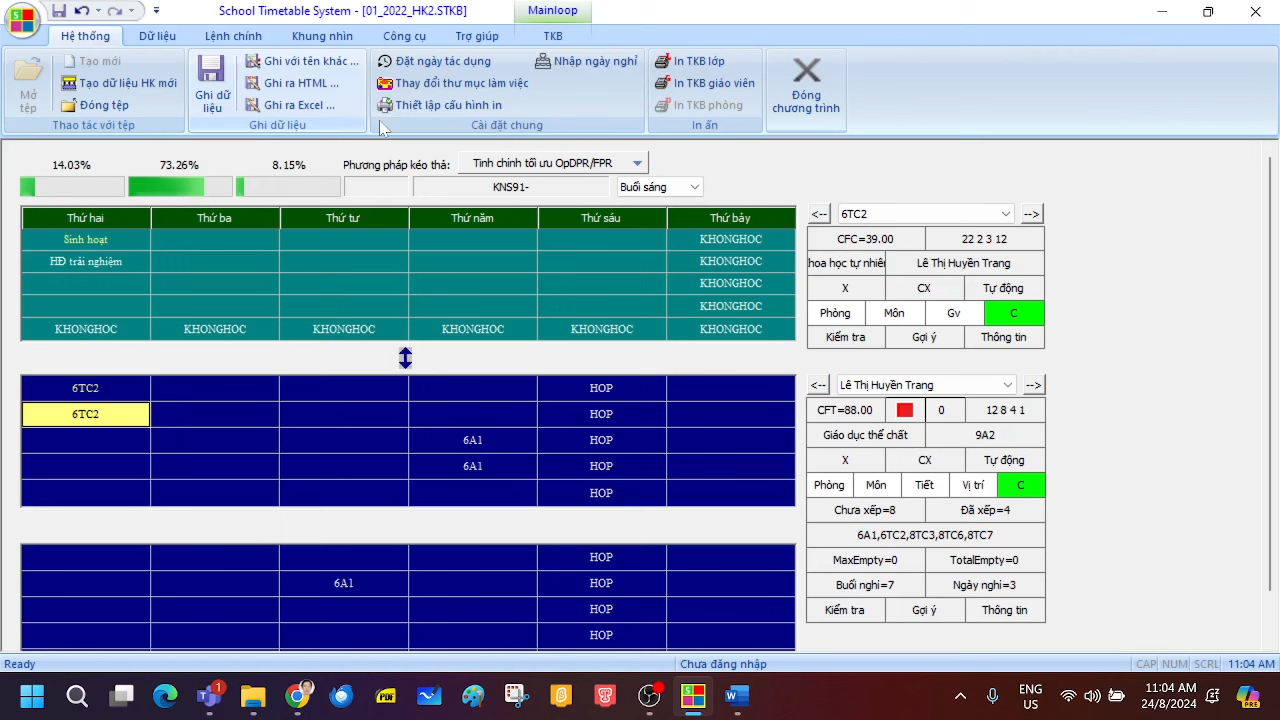 School Timetable System - [01_2022_HK2.STKB]
Mainloop
Hệ thống
Dữ liệu
Lệnh chính
Khung nhìn
Công cụ
Trợ giúp
TKB
Mở tệp
Tạo mới
Tạo dữ liệu HK mới
Đóng tệp
Thao tác với tệp
Ghi dữ liệu
Ghi với tên khác ...
Ghi ra HTML ...
Ghi ra Excel ...
Ghi dữ liệu
Đặt ngày tác dụng
Nhập ngày nghỉ
Thay đổi thư mục làm việc
Thiết lập cấu hình in
Cài đặt chung
In TKB lớp
In TKB giáo viên
In TKB phòng
In ấn
Đóng chương trình
14.03% 73.26% 8.15% Phương pháp kéo thả: Tinh chỉnh tối ưu OpDPR/FPR
KNS91- Buổi sáng
Thứ hai Thứ ba Thứ tư Thứ năm Thứ sáu Thứ bảy
Sinh hoạt KHONGHOC
HĐ trải nghiệm KHONGHOC
KHONGHOC
KHONGHOC
KHONGHOC KHONGHOC KHONGHOC KHONGHOC KHONGHOC KHONGHOC
<-- 6TC2 -->
CFC=39.00 22 2 3 12
hoa học tự nhiên Lê Thị Huyền Trang
X CX Tự động
Phòng Môn Gv C
Kiểm tra Gợi ý Thông tin
6TC2 HOP
6TC2 HOP
6A1 HOP
6A1 HOP
HOP
<-- Lê Thị Huyền Trang -->
CFT=88.00 0 12 8 4 1
Giáo dục thể chất 9A2
X CX Tự động
Phòng Môn Tiết Vị trí C
Chưa xếp=8 Đã xếp=4
6A1,6TC2,8TC3,8TC6,8TC7
MaxEmpty=0 TotalEmpty=0
Buổi nghỉ=7 Ngày nghỉ=3
Kiểm tra Gợi ý Thông tin
HOP
6A1 HOP
HOP
HOP
Ready Chưa đăng nhập CAP NUM SCRL 11:04 AM
1
PDF
ENG
US
11:04 AM
24/8/2024
PRE